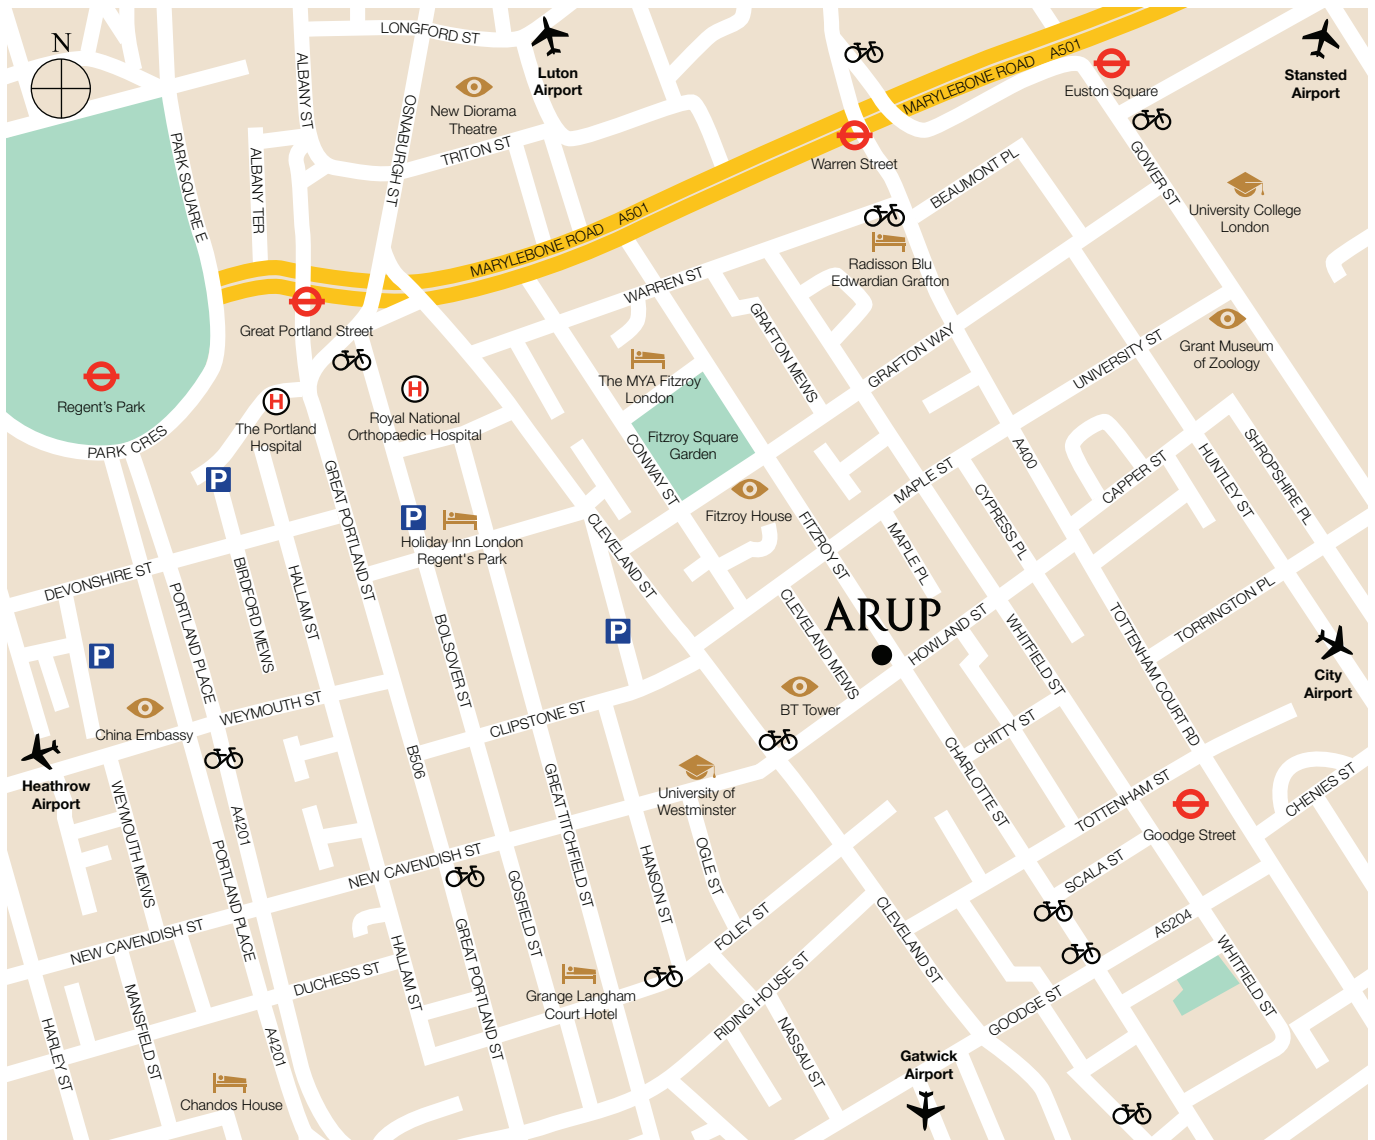 N
LONGFORD ST
ALBANY ST
OSNABURGH ST
Luton
Airport
New Diorama
Theatre
TRITON ST
MARYLEBONE ROAD
A501
Euston Square
Stansted
Airport
Warren Street
PARK SQUARE E
ALBANY TER
BEAUMONT PL
GOWER ST
University College
London
MARYLEBONE ROAD
A501
Radisson Blu
Edwardian Grafton
WARREN ST
Great Portland Street
GRAFTON MEWS
GRAFTON WAY
UNIVERSITY ST
Grant Museum
of Zoology
Regent's Park
H
H
The Portland
Hospital
Royal National
Orthopaedic Hospital
The MYA Fitzroy
London
PARK CRES
Fitzroy Square
Garden
CONWAY ST
A400
MAPLE ST
CAPPER ST
HUNTLEY ST
SHROPSHIRE PL
P
GREAT PORTLAND ST
P
Holiday Inn London
Regent's Park
Fitzroy House
FITZROY ST
CYPRESS PL
MAPLE PL
CLEVELAND ST
DEVONSHIRE ST
BIRDFORD MEWS
HALLAM ST
PORTLAND PLACE
BOLSOVER ST
P
CLEVELAND MEWS
ARUP
HOWLAND ST
WHITFIELD ST
TOTTENHAM COURT RD
TORRINGTON PL
P
City
Airport
China Embassy
WEYMOUTH ST
CLIPSTONE ST
BT Tower
CHITTY ST
CHARLOTTE ST
Heathrow
Airport
B506
WEYMOUTH MEWS
A4201
GREAT TITCHFIELD ST
University of
Westminster
TOTTENHAM ST
Goodge Street
CHENIES ST
PORTLAND PLACE
NEW CAVENDISH ST
GOSFIELD ST
HANSON ST
OGLE ST
SCALA ST
NEW CAVENDISH ST
FOLEY ST
CLEVELAND ST
A5204
WHITFIELD ST
HALLAM ST
GREAT PORTLAND ST
DUCHESS ST
Grange Langham
Court Hotel
RIDING HOUSE ST
GOODGE ST
MANSFIELD ST
HARLEY ST
A4201
NASSAU ST
Gatwick
Airport
Chandos House